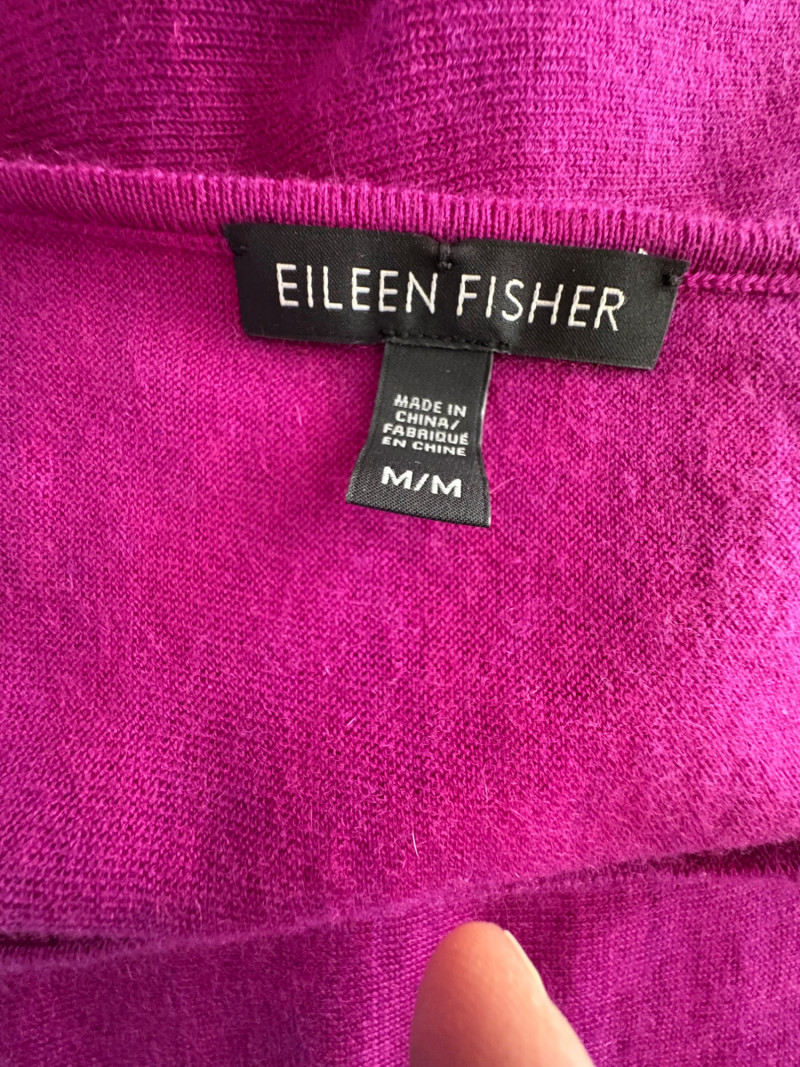 EILEEN FISHER
MADE IN
CHINA/
FABRIQUÉ
EN CHINE
M/M